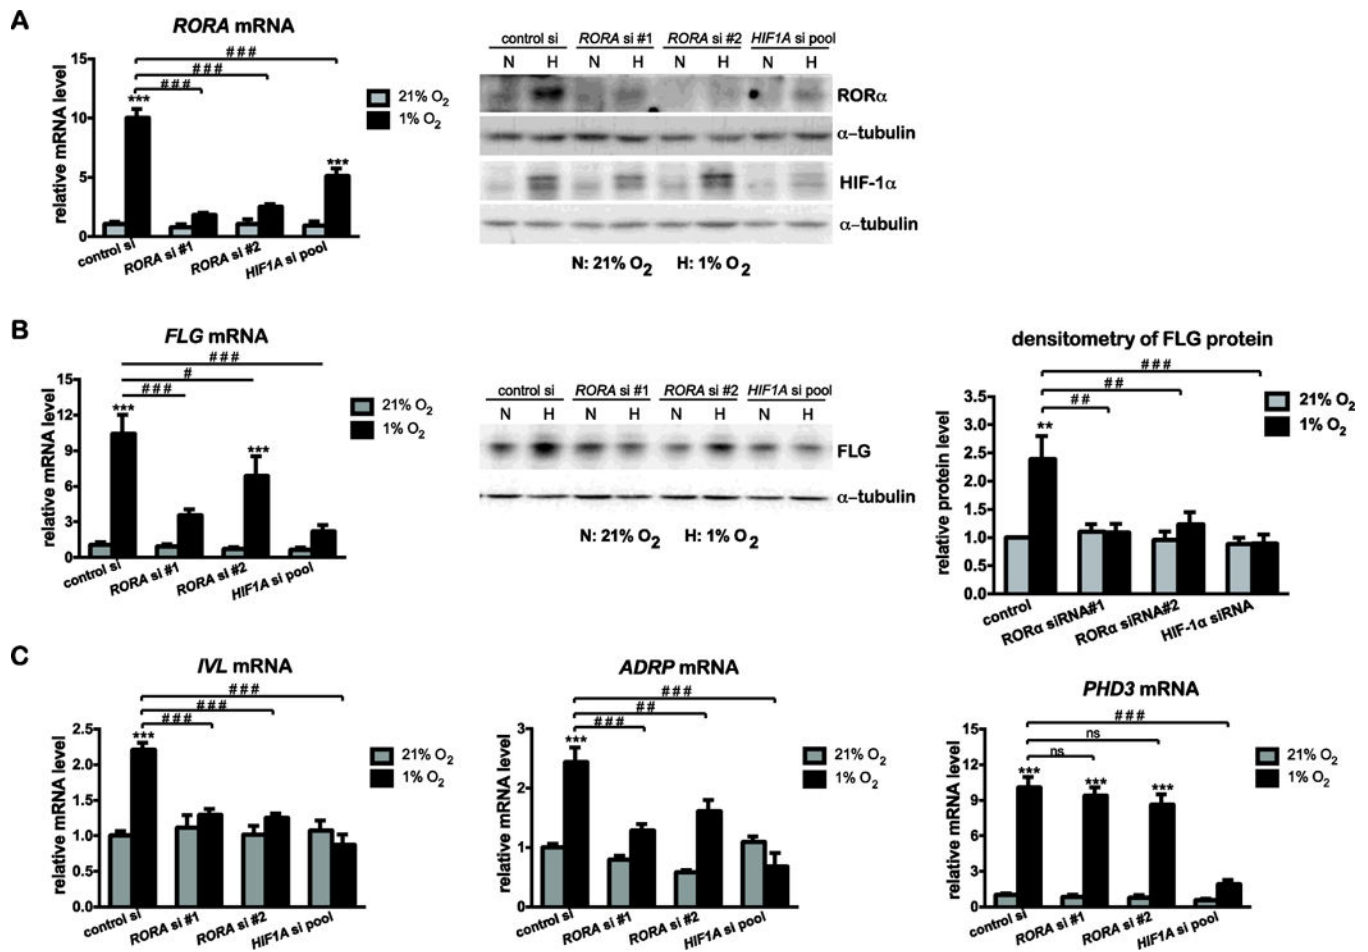 A
RORA mRNA
###
###
###
***
***
relative mRNA level
15
10
5
0
control si
RORA si #1
RORA si #2
HIF1A si pool
21% O2
1% O2
control si RORA si #1 RORA si #2 HIF1A si pool
N H N H N H N H
RORα
α-tubulin
HIF-1α
α-tubulin
N: 21% O2 H: 1% O2
B
FLG mRNA
###
#
###
***
***
relative mRNA level
15
12
9
6
3
0
control si
RORA si #1
RORA si #2
HIF1A si pool
21% O2
1% O2
control si RORA si #1 RORA si #2 HIF1A si pool
N H N H N H N H
FLG
α-tubulin
N: 21% O2 H: 1% O2
densitometry of FLG protein
###
##
##
**
relative protein level
3.5
3.0
2.5
2.0
1.5
1.0
0.5
0.0
control
RORα siRNA#1
RORα siRNA#2
HIF-1α siRNA
21% O2
1% O2
C
IVL mRNA
###
###
###
***
relative mRNA level
2.5
2.0
1.5
1.0
0.5
0.0
control si
RORA si #1
RORA si #2
HIF1A si pool
21% O2
1% O2
ADRP mRNA
###
##
###
***
relative mRNA level
3
2
1
0
control si
RORA si #1
RORA si #2
HIF1A si pool
21% O2
1% O2
PHD3 mRNA
###
ns
ns
***
***
***
relative mRNA level
15
12
9
6
3
0
control si
RORA si #1
RORA si #2
HIF1A si pool
21% O2
1% O2